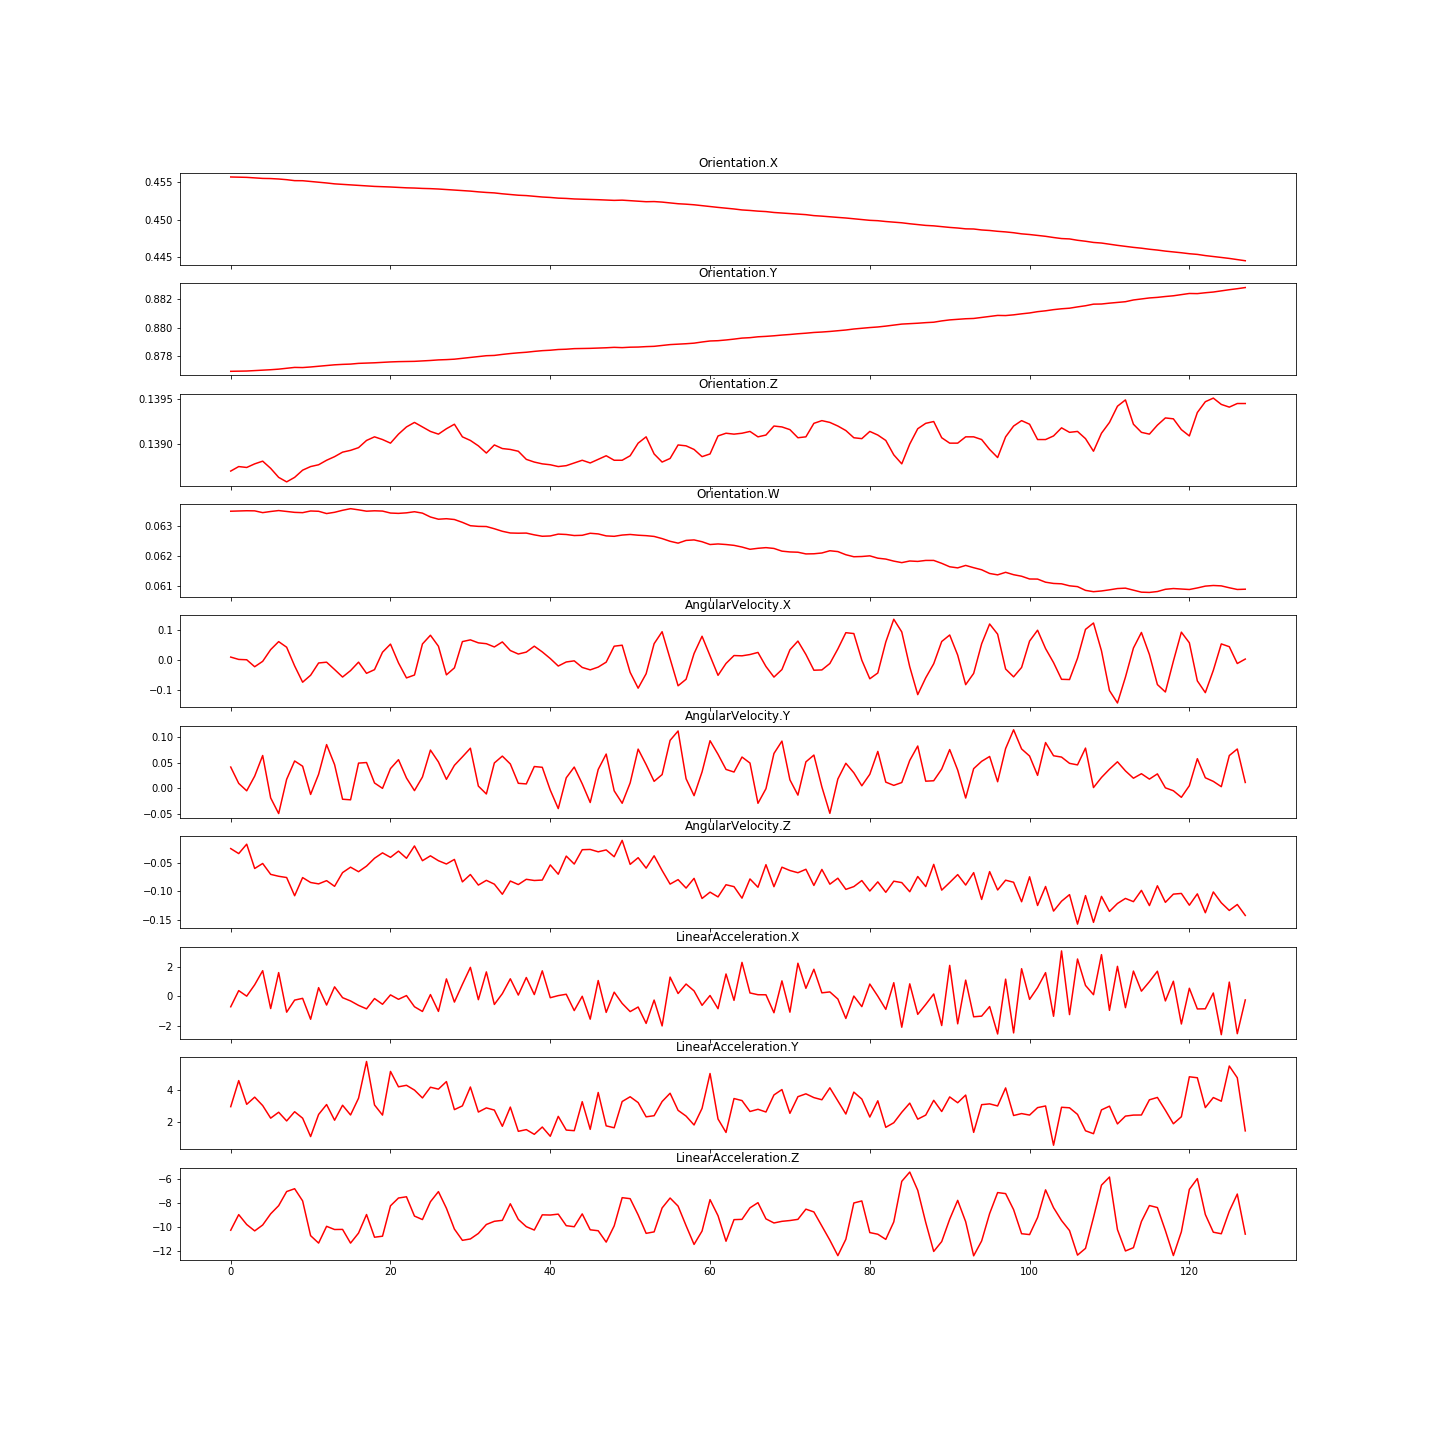 Orientation.X
0.455
0.450
0.445
Orientation.Y
0.882
0.880
0.878
Orientation.Z
0.1395
0.1390
Orientation.W
0.063
0.062
0.061
AngularVelocity.X
0.1
0.0
−0.1
AngularVelocity.Y
0.10
0.05
0.00
−0.05
AngularVelocity.Z
−0.05
−0.10
−0.15
LinearAcceleration.X
2
0
−2
LinearAcceleration.Y
4
2
LinearAcceleration.Z
−6
−8
−10
−12
0 20 40 60 80 100 120